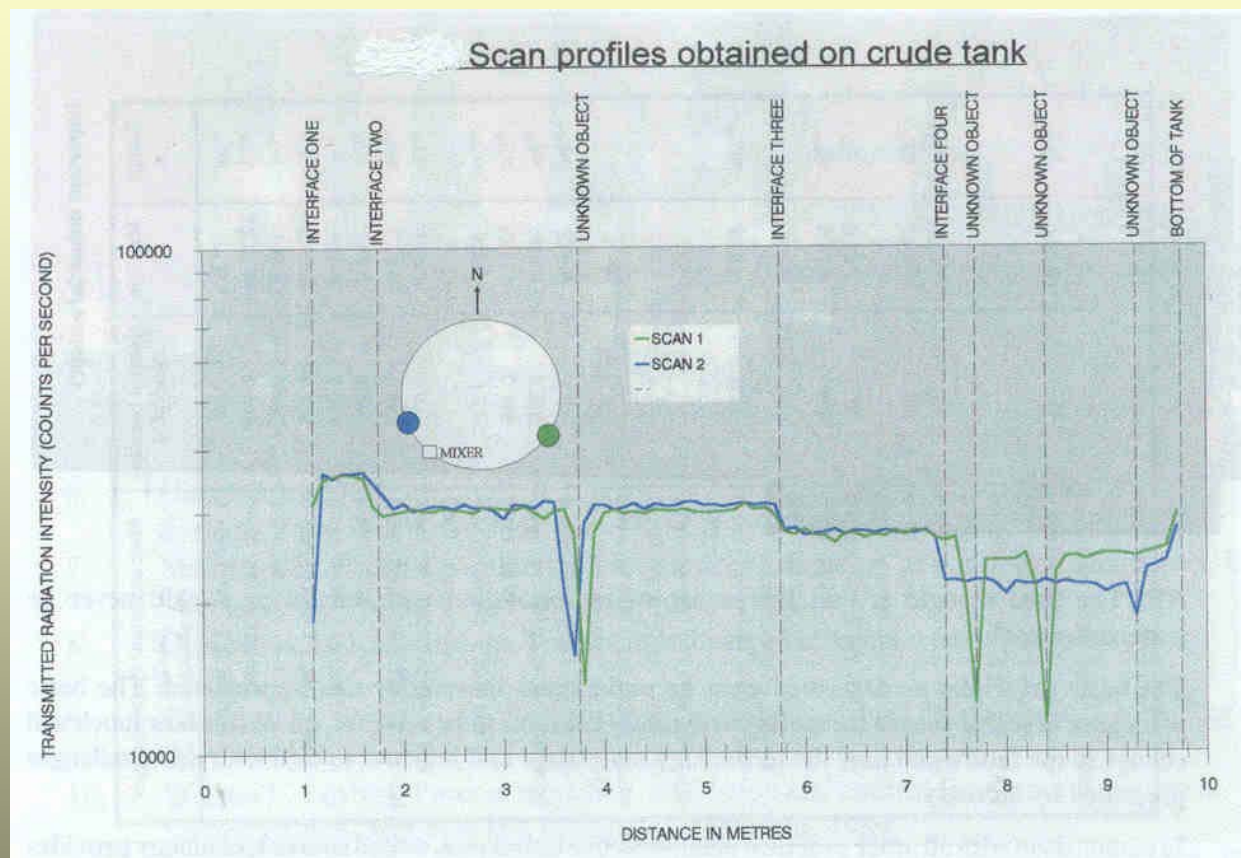 Scan profiles obtained on crude tank
INTERFACE ONE
INTERFACE TWO
UNKNOWN OBJECT
INTERFACE THREE
INTERFACE FOUR
UNKNOWN OBJECT
UNKNOWN OBJECT
UNKNOWN OBJECT
BOTTOM OF TANK
TRANSMITTED RADIATION INTENSITY (COUNTS PER SECOND)
100000
N
SCAN 1
SCAN 2
MIXER
10000
0 1 2 3 4 5 6 7 8 9 10
DISTANCE IN METRES